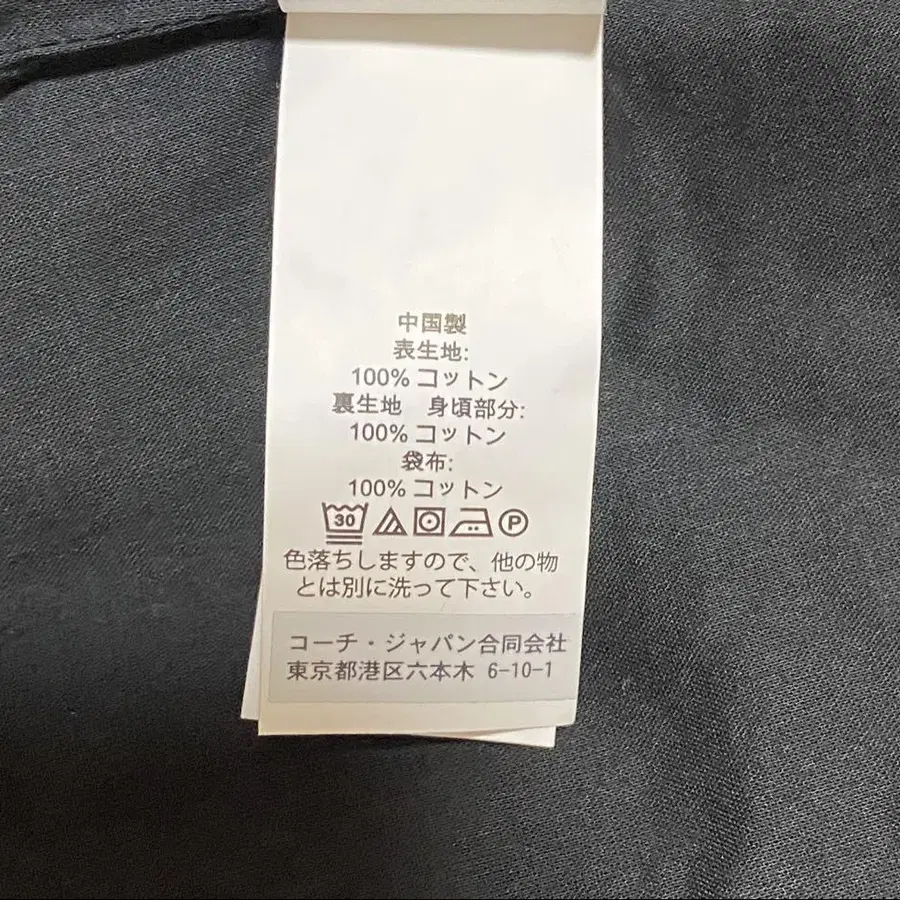 中国製
表生地:
100% コットン
裏生地　身頃部分:
100% コットン
袋布:
100% コットン
30 P
色落ちしますので、他の物
とは別に洗って下さい。
コーチ・ジャパン合同会社
東京都港区六本木 6-10-1